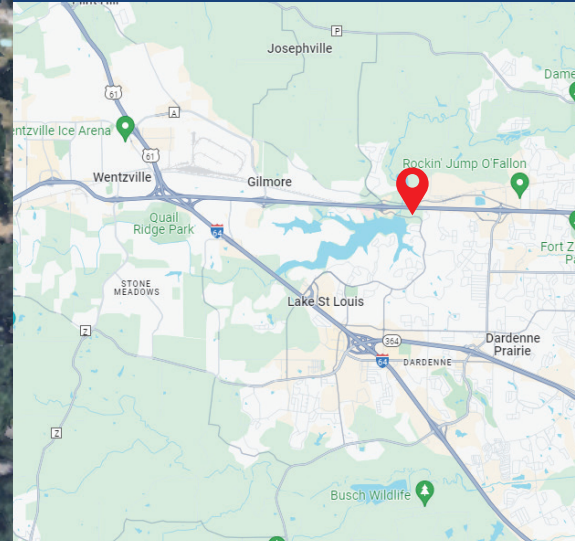 Josephville
P
61
Dame
A
entzville Ice Arena
61
Rockin' Jump O'Fallon
Wentzville
Gilmore
Quail
Ridge Park
64
Fort Z
Pa
STONE
MEADOWS
Lake St Louis
Z
364
Dardenne
Prairie
64
DARDENNE
Z
Busch Wildlife